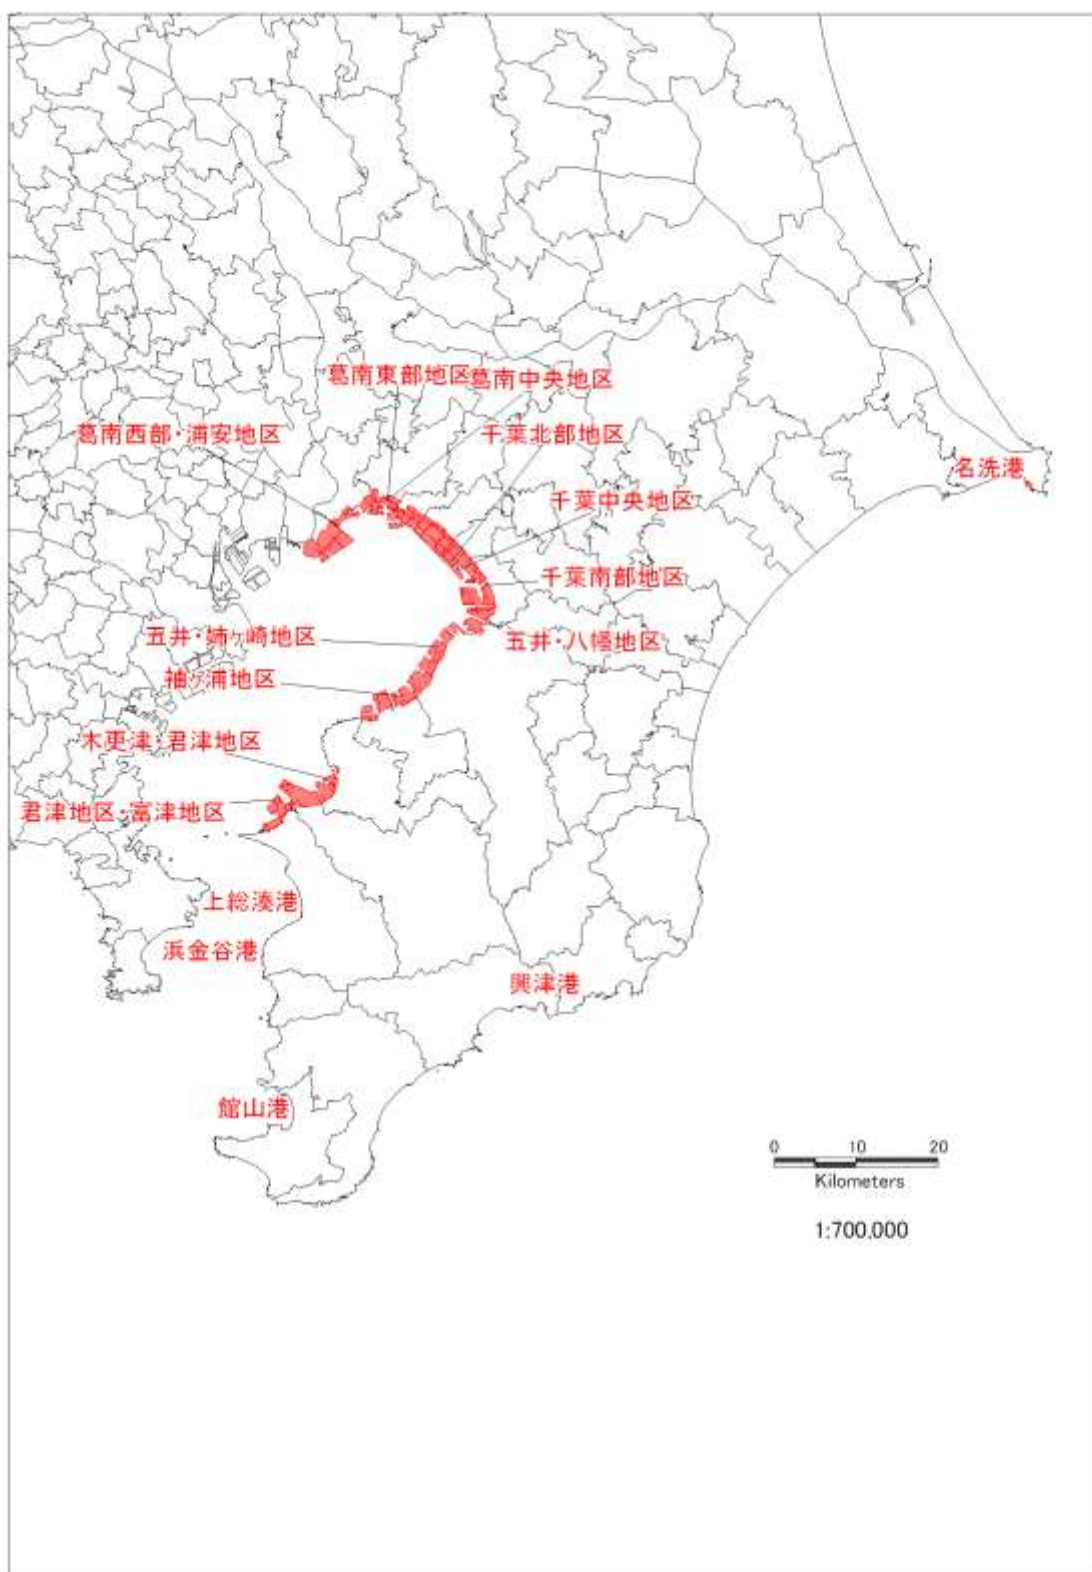 葛南東部地区
葛南中央地区
葛南西部・浦安地区
千葉北部地区
名洗港
千葉中央地区
千葉南部地区
五井・姉ヶ崎地区
五井・八幡地区
袖ケ浦地区
木更津・君津地区
君津地区・富津地区
上総湊港
浜金谷港
興津港
館山港
0 10 20
Kilometers
1:700,000